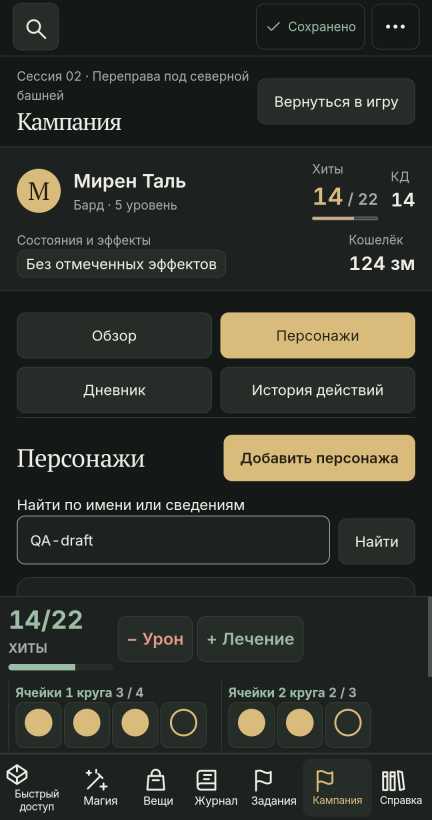 Сохранено
Сессия 02 · Переправа под северной
башней
Кампания
Вернуться в игру
М
Мирен Таль
Бард · 5 уровень
Хиты
14 / 22
КД
14
Состояния и эффекты
Без отмеченных эффектов
Кошелёк
124 зм
Обзор
Персонажи
Дневник
История действий
Персонажи
Добавить персонажа
Найти по имени или сведениям
QA-draft
Найти
14/22
ХИТЫ
− Урон
+ Лечение
Ячейки 1 круга 3 / 4
Ячейки 2 круга 2 / 3
Быстрый
доступ
Магия
Вещи
Журнал
Задания
Кампания
Справка